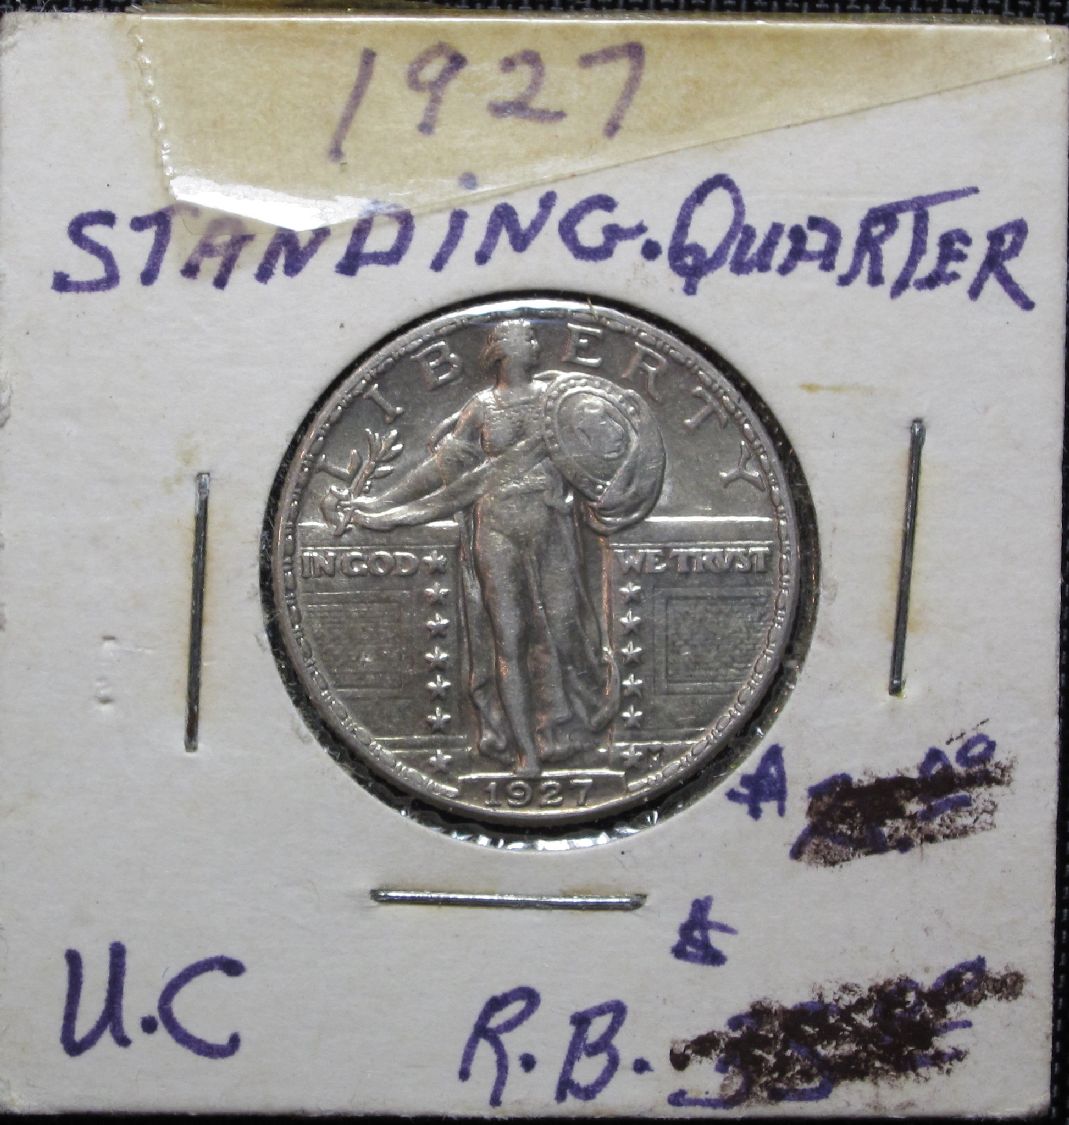 1927
STANDING. QUARTER
LIBERTY
IN GOD WE TRUST
1927
U.C
R.B.